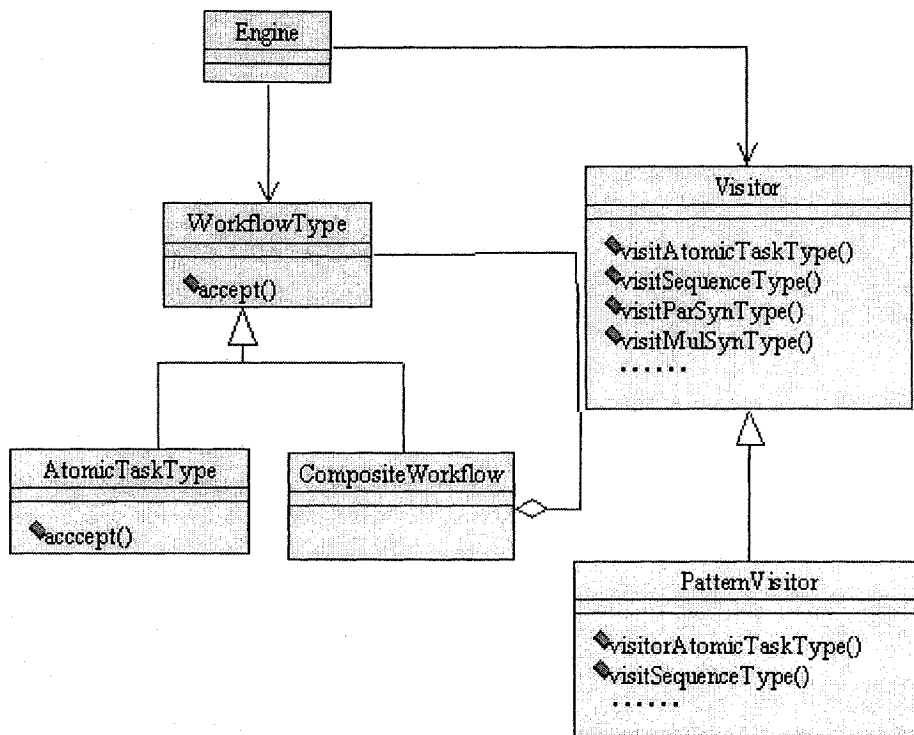 Engine
WorkflowType
accept()
Visitor
visitAtomicTaskType()
visitSequenceType()
visitParSynType()
visitMulSynType()
......
AtomicTaskType
acccept()
CompositeWorkflow
PatternVisitor
visitorAtomicTaskType()
visitSequenceType()
......